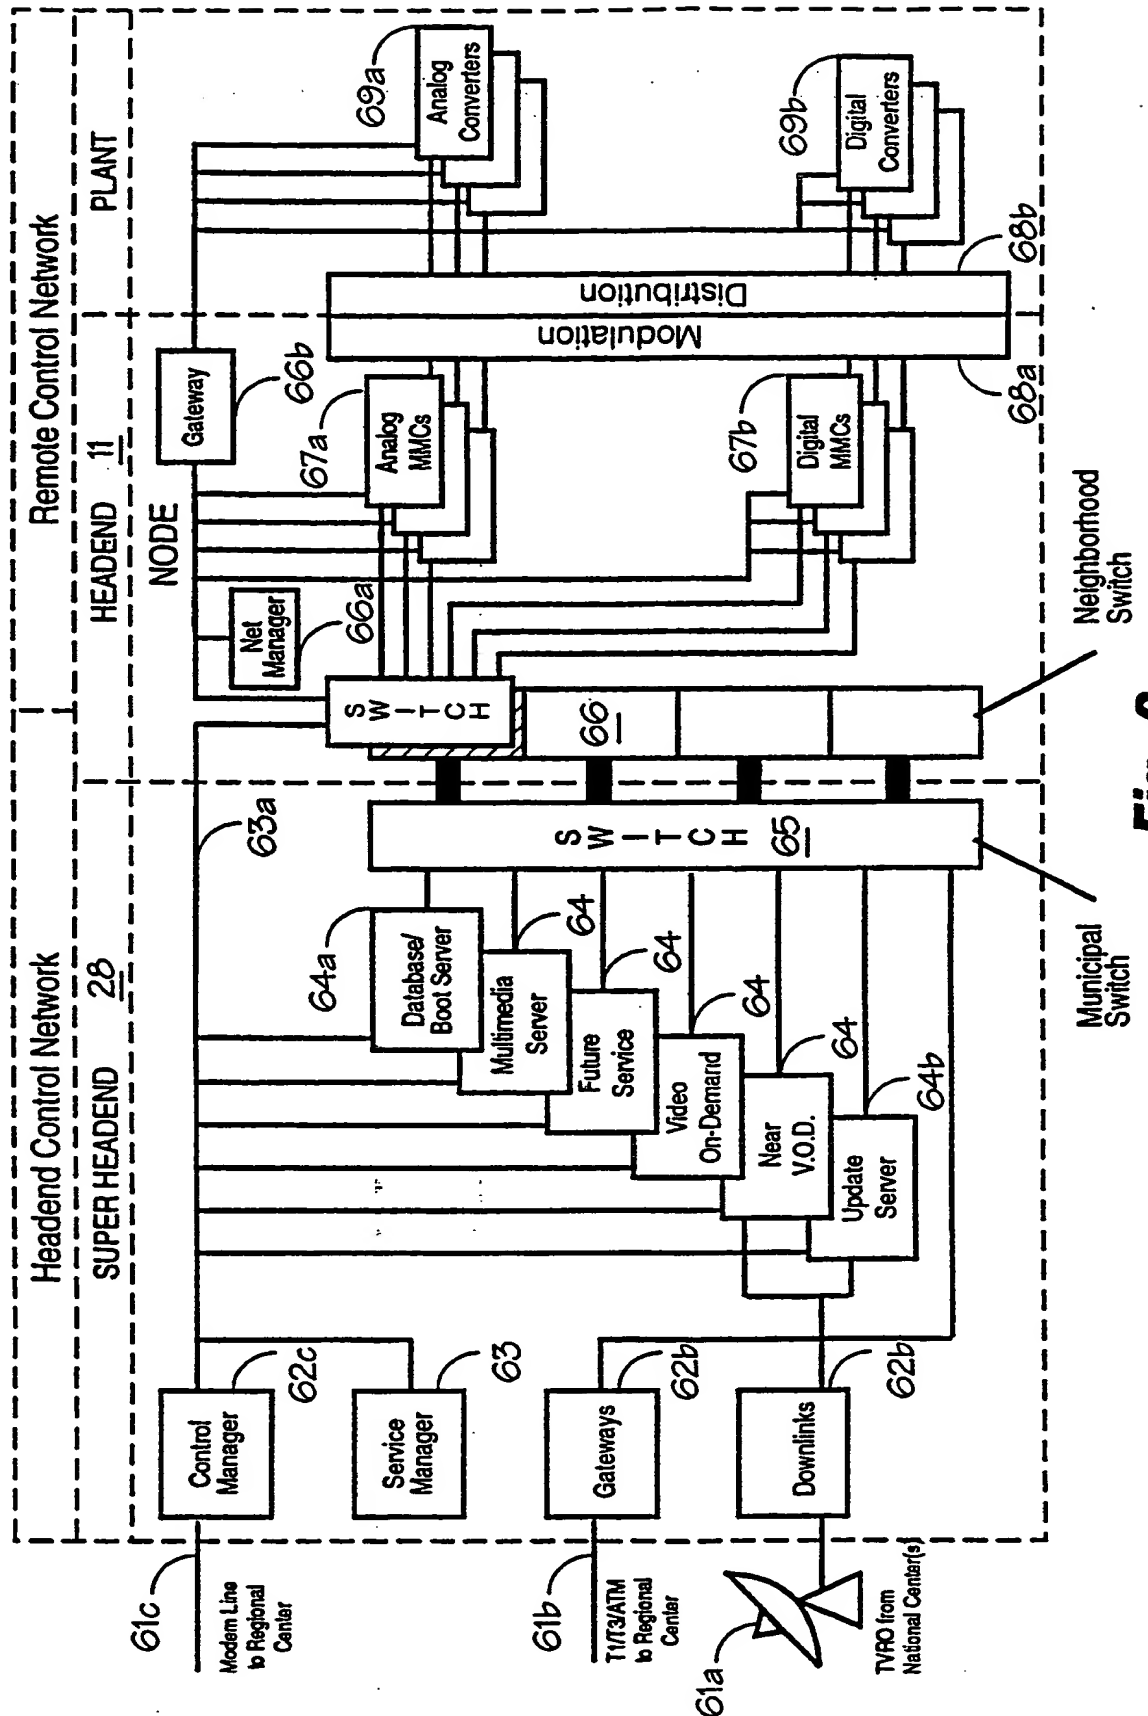 Headend Control Network
Remote Control Network
SUPER HEADEND
28
HEADEND
11
PLANT
NODE
61c
Modem Line
to Regional
Center
Control
Manager
62c
63a
Net
Manager
66a
Gateway
66b
Service
Manager
63
64a
Database/
Boot Server
Multimedia
Server
64
Future
Service
64
Video
On-Demand
64
Near
V.O.D.
64
Update
Server
64b
61b
T1/T3/ATM
to Regional
Center
Gateways
62b
61a
TVRO from
National Center(s)
Downlinks
62b
SWITCH
65
Municipal
Switch
SWITCH
66
Neighborhood
Switch
67a
Analog
MMCs
67b
Digital
MMCs
Modulation
68a
Distribution
68b
69a
Analog
Converters
69b
Digital
Converters